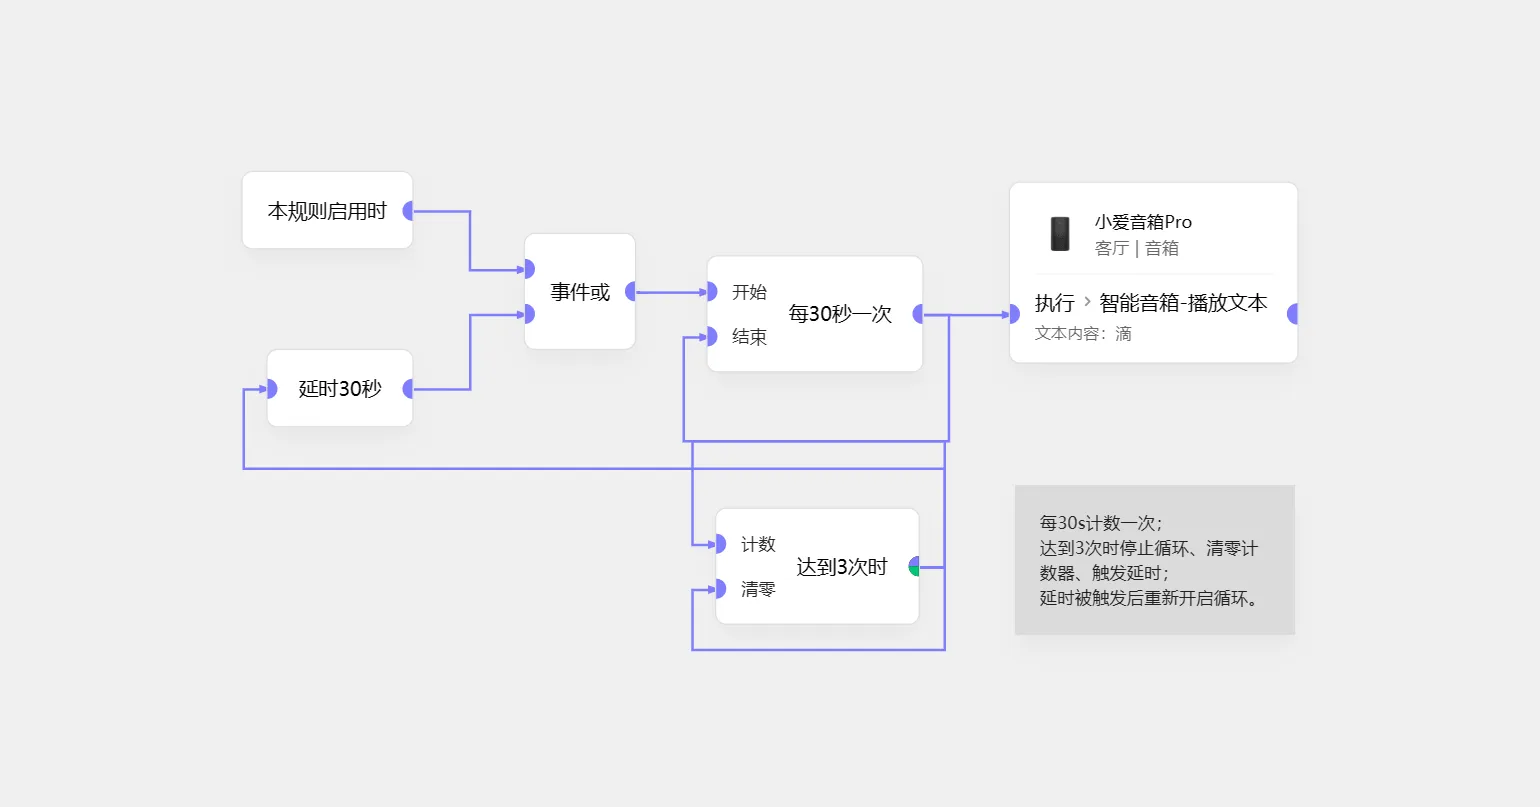 本规则启用时
延时30秒
事件或
开始
结束
每30秒一次
小爱音箱Pro
客厅 | 音箱
执行 > 智能音箱-播放文本
文本内容：滴
计数
清零
达到3次时
每30s计数一次；
达到3次时停止循环、清零计
数器、触发延时；
延时被触发后重新开启循环。